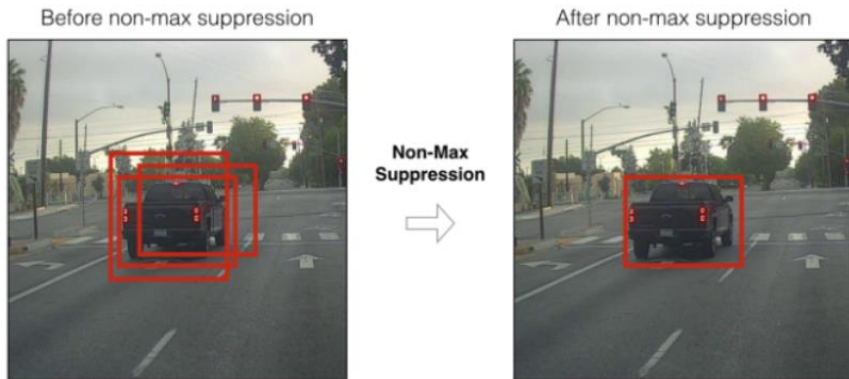 Before non-max suppression
After non-max suppression
Non-Max
Suppression